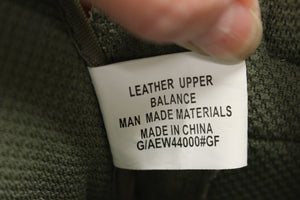 LEATHER UPPER
BALANCE
MAN MADE MATERIALS
MADE IN CHINA
G/AEW44000#GF